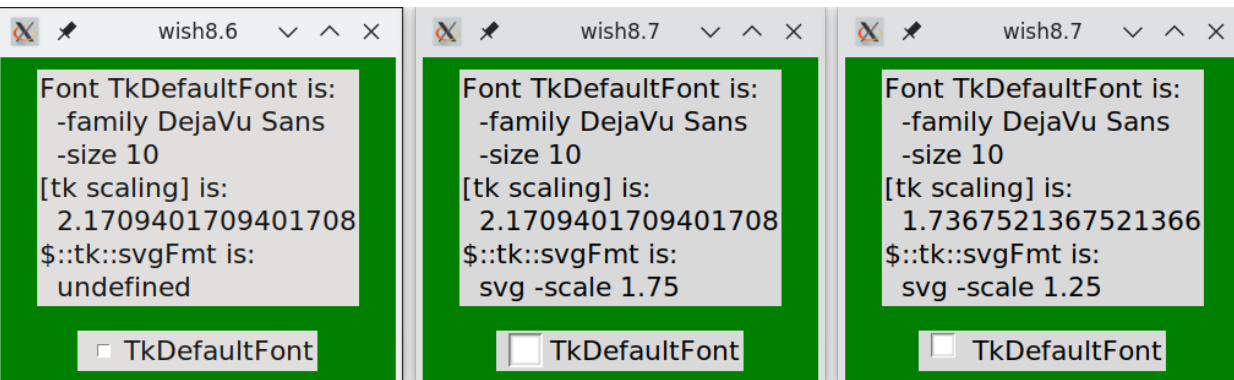 wish8.6
Font TkDefaultFont is:
-family DejaVu Sans
-size 10
[tk scaling] is:
2.1709401709401708
$::tk::svgFmt is:
undefined
TkDefaultFont
wish8.7
Font TkDefaultFont is:
-family DejaVu Sans
-size 10
[tk scaling] is:
2.1709401709401708
$::tk::svgFmt is:
svg -scale 1.75
TkDefaultFont
wish8.7
Font TkDefaultFont is:
-family DejaVu Sans
-size 10
[tk scaling] is:
1.7367521367521366
$::tk::svgFmt is:
svg -scale 1.25
TkDefaultFont